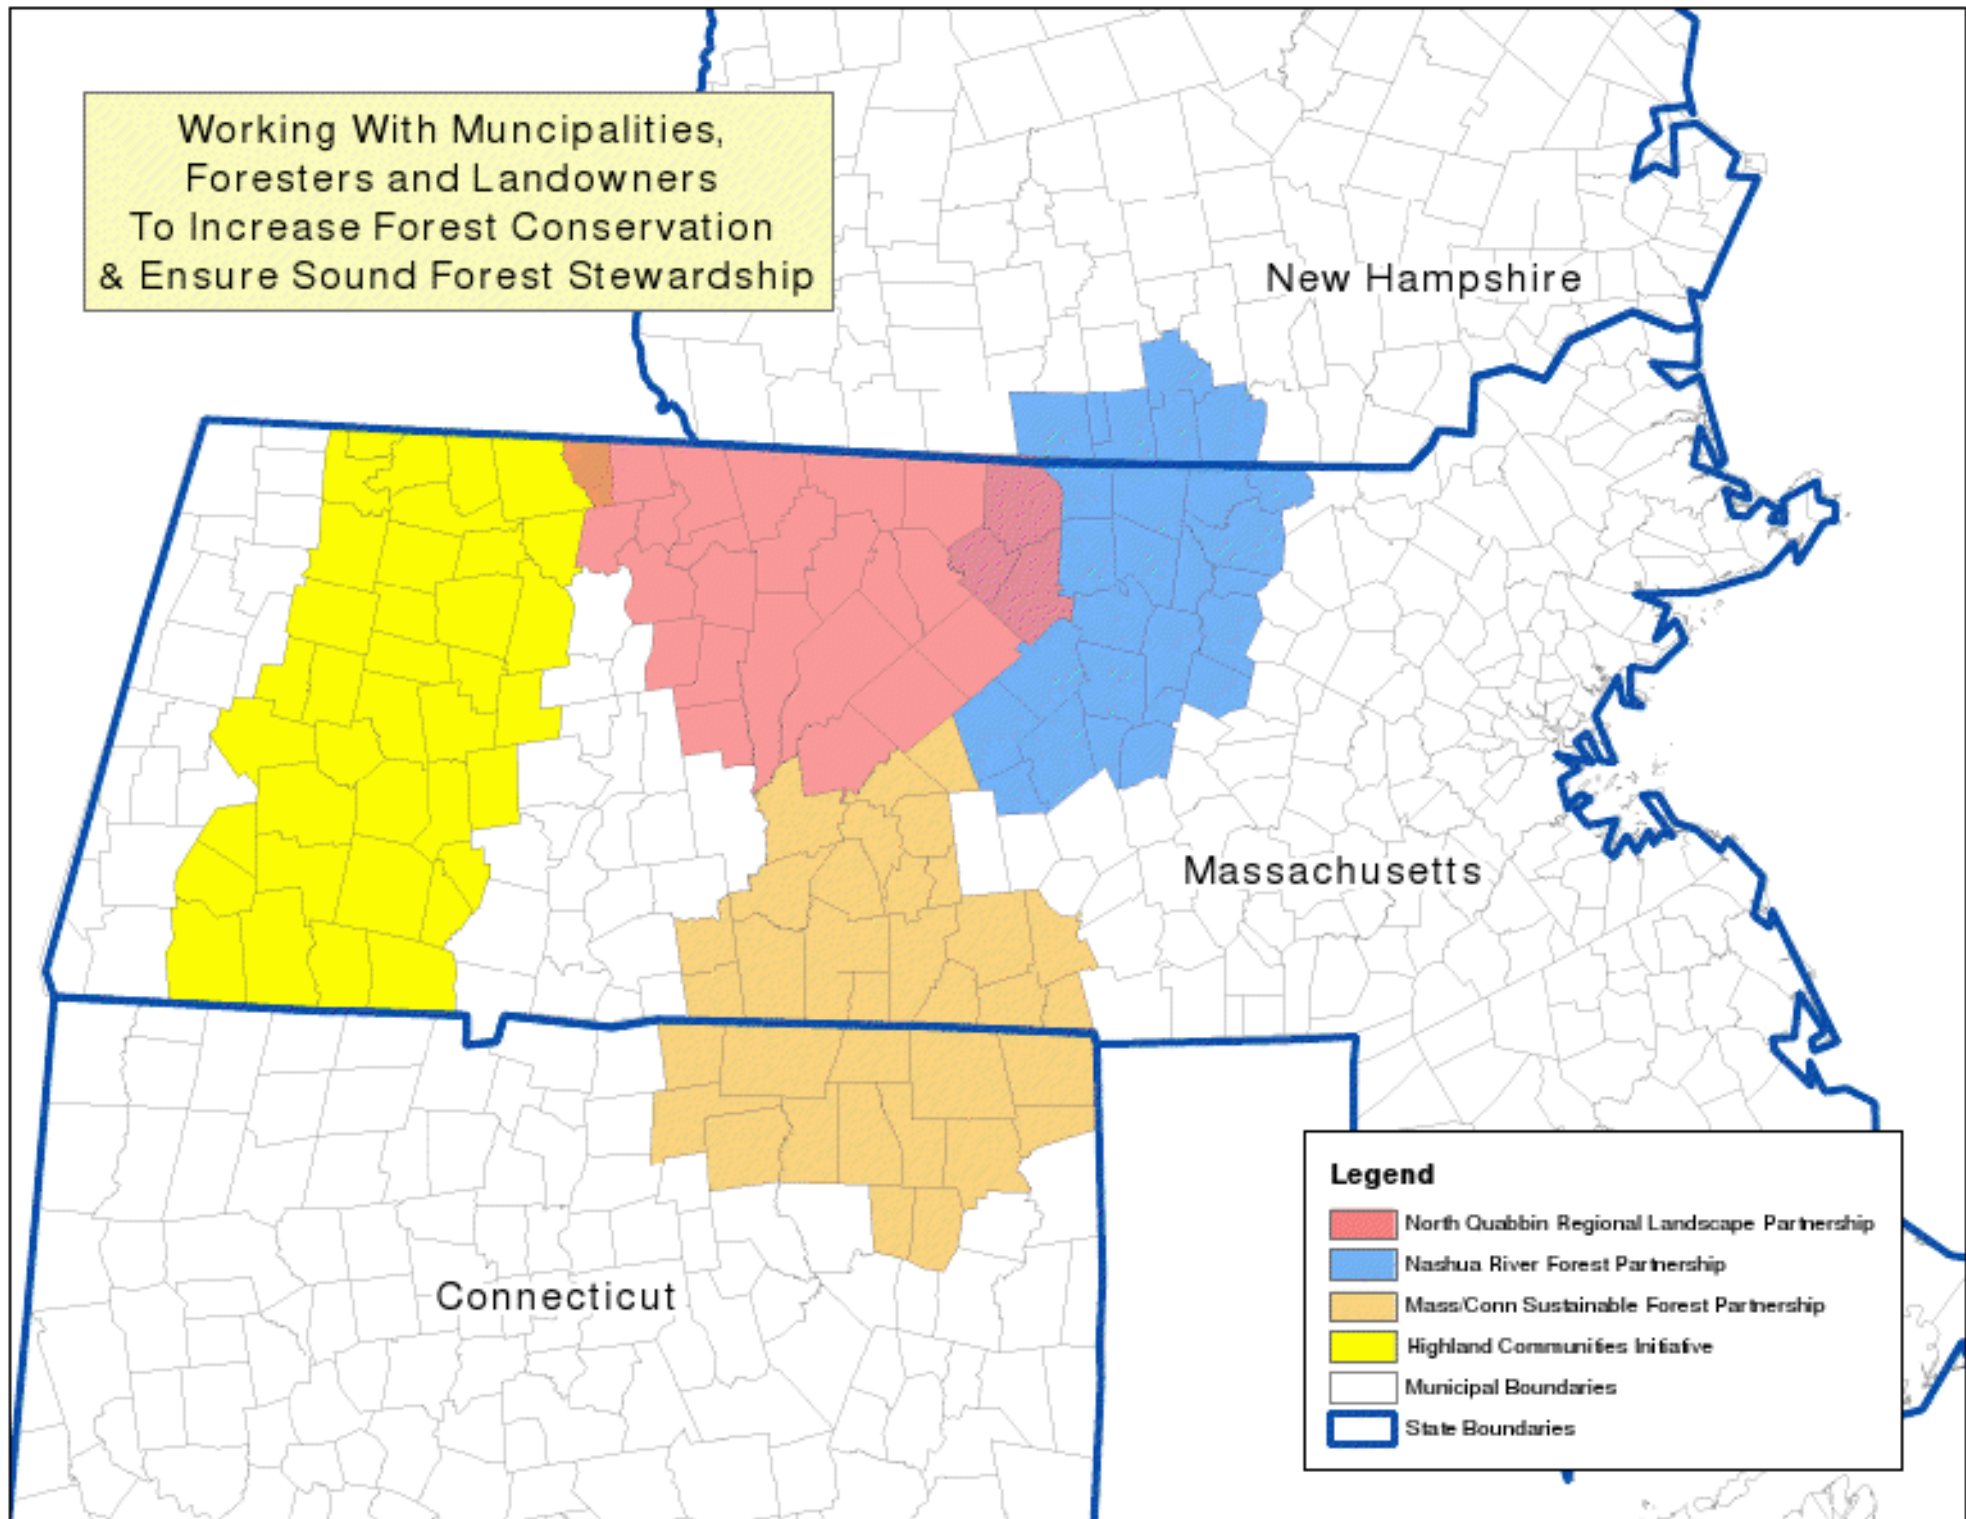 Working With Muncipalities,
Foresters and Landowners
To Increase Forest Conservation
& Ensure Sound Forest Stewardship
New Hampshire
Massachusetts
Connecticut
Legend
North Quabbin Regional Landscape Partnership
Nashua River Forest Partnership
Mass/Conn Sustainable Forest Partnership
Highland Communities Initiative
Municipal Boundaries
State Boundaries